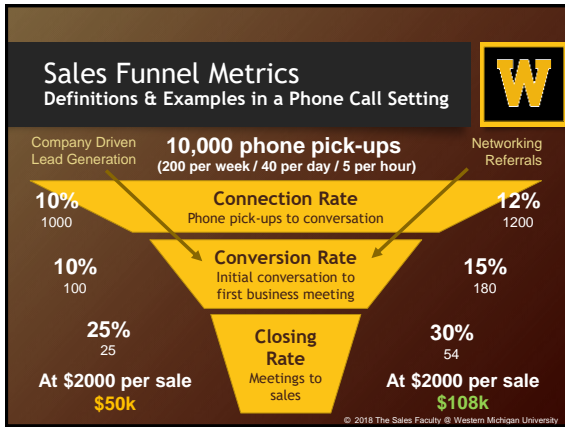 Sales Funnel Metrics
Definitions & Examples in a Phone Call Setting
W
Company Driven
Lead Generation
10,000 phone pick-ups
(200 per week / 40 per day / 5 per hour)
Networking
Referrals
10%
1000
Connection Rate
Phone pick-ups to conversation
12%
1200
10%
100
Conversion Rate
Initial conversation to
first business meeting
15%
180
25%
25
Closing
Rate
Meetings to
sales
30%
54
At $2000 per sale
$50k
At $2000 per sale
$108k
© 2018 The Sales Faculty @ Western Michigan University